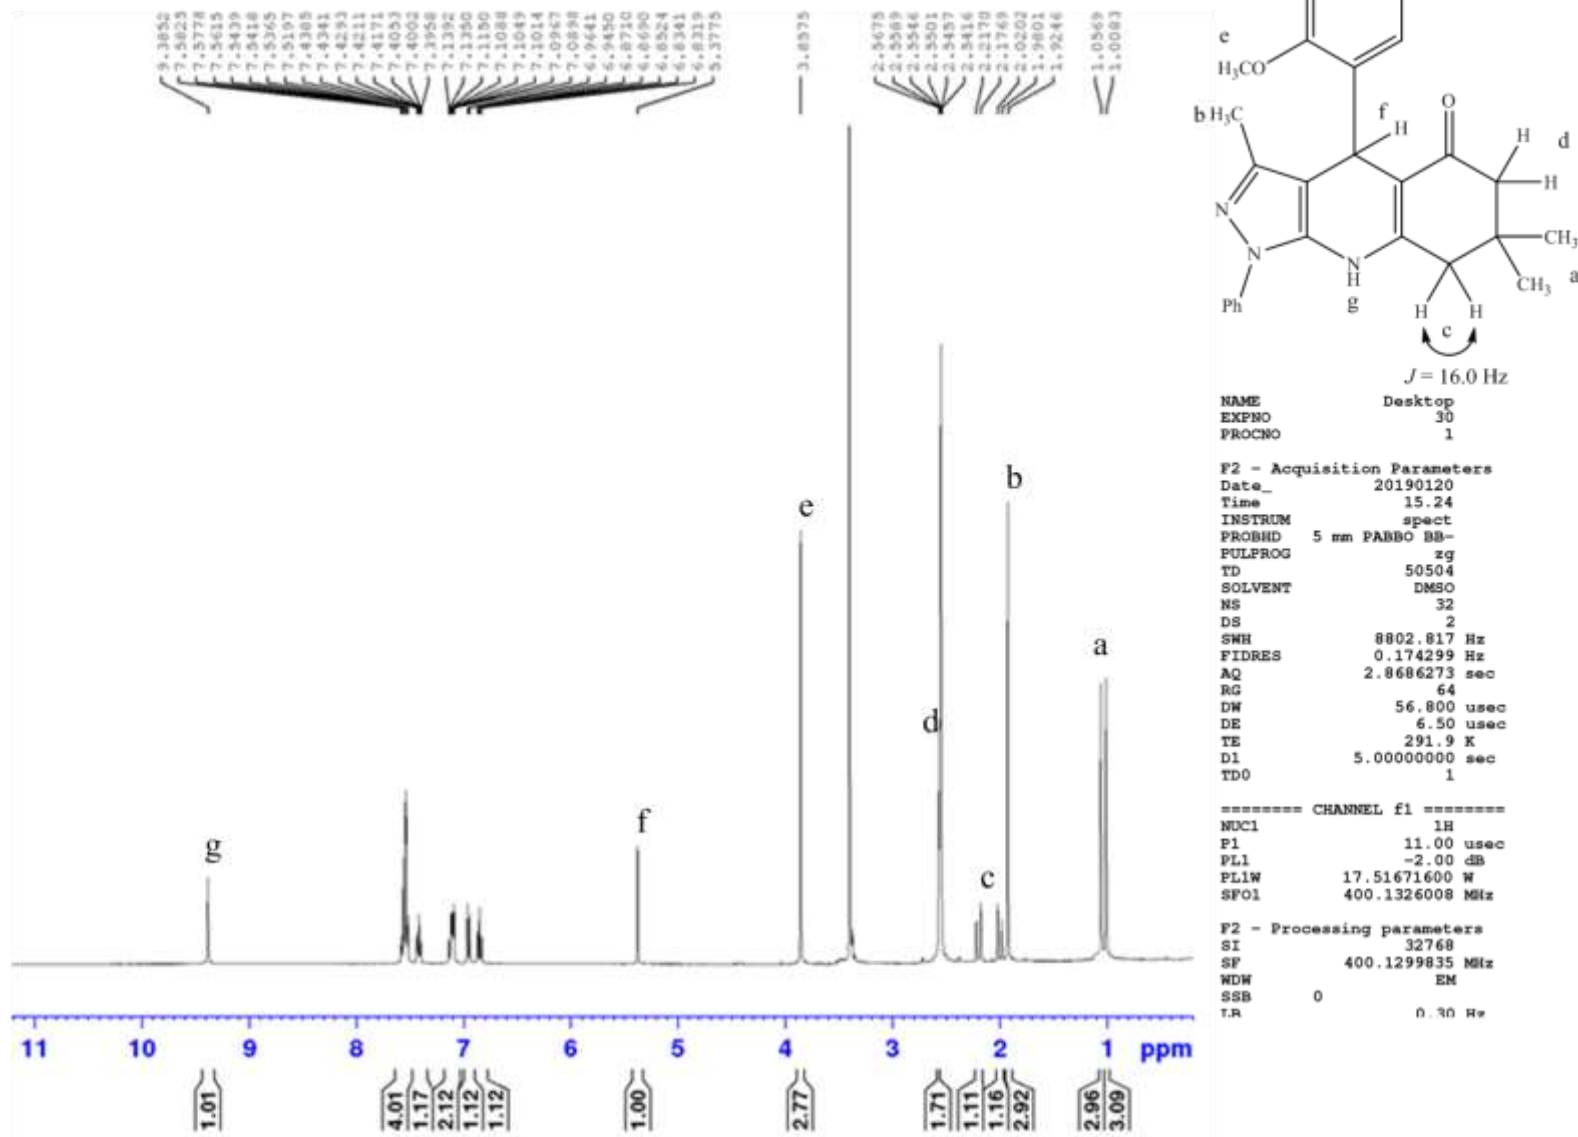 9.3852
7.5825
7.5778
7.5615
7.5439
7.5418
7.5365
7.5197
7.4385
7.4341
7.4293
7.4211
7.4171
7.4053
7.4002
7.3958
7.1392
7.1350
7.1150
7.1088
7.1049
7.1014
7.0967
7.0898
6.9641
6.9450
6.8710
6.8690
6.8524
6.8341
6.8319
5.3775
3.8575
2.5675
2.5589
2.5546
2.5501
2.5457
2.5416
2.2170
2.1769
2.0202
1.9801
1.9246
1.0569
1.0083
e
H₃CO
b H₃C
f
H
O
H
d
H
N
N
N
H
g
CH₃
CH₃
a
Ph
H
H
c
J = 16.0 Hz
NAME Desktop
EXPNO 30
PROCNO 1
F2 - Acquisition Parameters
Date_ 20190120
Time 15.24
INSTRUM spect
PROBHD 5 mm PABBO BB-
PULPROG zg
TD 50504
SOLVENT DMSO
NS 32
DS 2
SWH 8802.817 Hz
FIDRES 0.174299 Hz
AQ 2.8686273 sec
RG 64
DW 56.800 usec
DE 6.50 usec
TE 291.9 K
D1 5.00000000 sec
TD0 1
======== CHANNEL f1 ========
NUC1 1H
P1 11.00 usec
PL1 -2.00 dB
PL1W 17.51671600 W
SFO1 400.1326008 MHz
F2 - Processing parameters
SI 32768
SF 400.1299835 MHz
WDW EM
SSB 0
LB 0.30 Hz
g
f
e
d
c
b
a
11 10 9 8 7 6 5 4 3 2 1 ppm
1.01
4.01
1.17
2.12
1.12
1.12
1.00
2.77
1.71
1.11
1.16
2.92
2.96
3.09